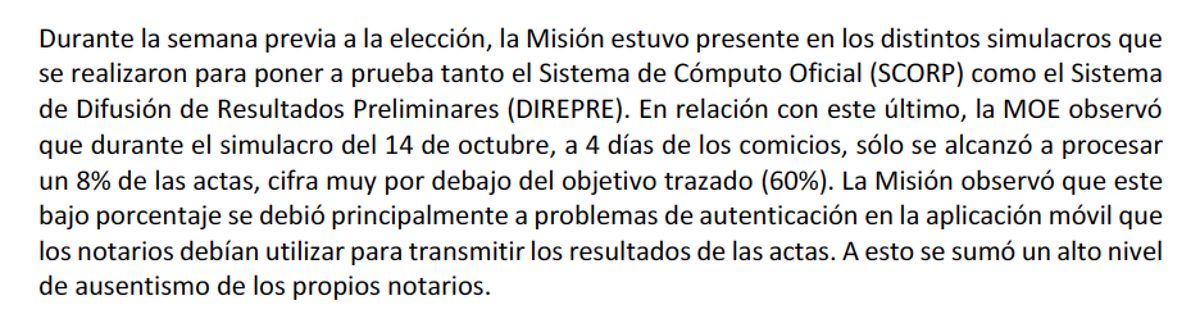 Durante la semana previa a la elección, la Misión estuvo presente en los distintos simulacros que
se realizaron para poner a prueba tanto el Sistema de Cómputo Oficial (SCORP) como el Sistema
de Difusión de Resultados Preliminares (DIREPRE). En relación con este último, la MOE observó
que durante el simulacro del 14 de octubre, a 4 días de los comicios, sólo se alcanzó a procesar
un 8% de las actas, cifra muy por debajo del objetivo trazado (60%). La Misión observó que este
bajo porcentaje se debió principalmente a problemas de autenticación en la aplicación móvil que
los notarios debían utilizar para transmitir los resultados de las actas. A esto se sumó un alto nivel
de ausentismo de los propios notarios.